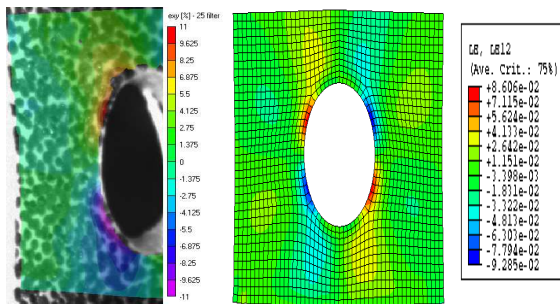 exy [%] - 25 filter
11
9.625
8.25
6.875
5.5
4.125
2.75
1.375
0
-1.375
-2.75
-4.125
-5.5
-6.875
-8.25
-9.625
-11
LE, LE12
(Ave. Crit.: 75%)
+8.606e-02
+7.115e-02
+5.624e-02
+4.133e-02
+2.642e-02
+1.151e-02
-3.398e-03
-1.831e-02
-3.322e-02
-4.813e-02
-6.303e-02
-7.794e-02
-9.285e-02